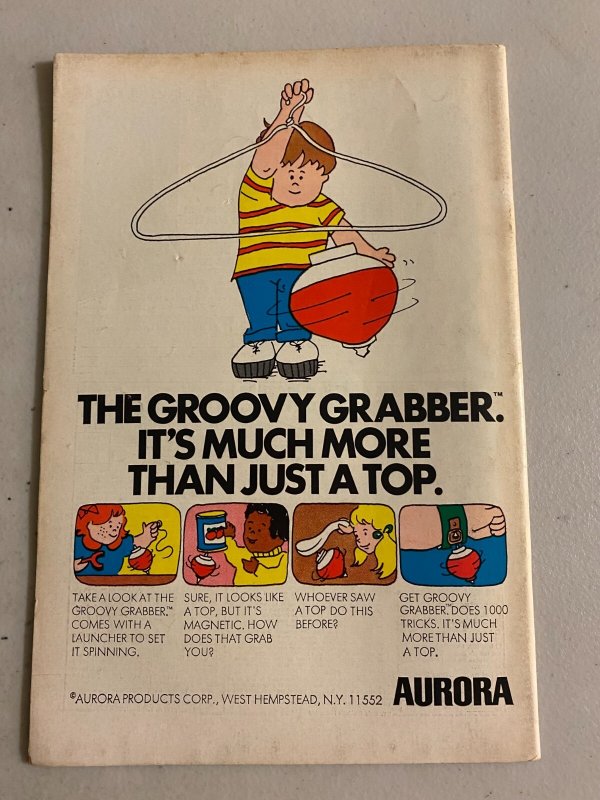 THE GROOVY GRABBER.™
IT'S MUCH MORE
THAN JUST A TOP.
TAKE A LOOK AT THE
GROOVY GRABBER.™
COMES WITH A
LAUNCHER TO SET
IT SPINNING.
SURE, IT LOOKS LIKE
A TOP, BUT IT'S
MAGNETIC. HOW
DOES THAT GRAB
YOU?
WHOEVER SAW
A TOP DO THIS
BEFORE?
GET GROOVY
GRABBER.™ DOES 1000
TRICKS. IT'S MUCH
MORE THAN JUST
A TOP.
©AURORA PRODUCTS CORP., WEST HEMPSTEAD, N.Y. 11552 AURORA